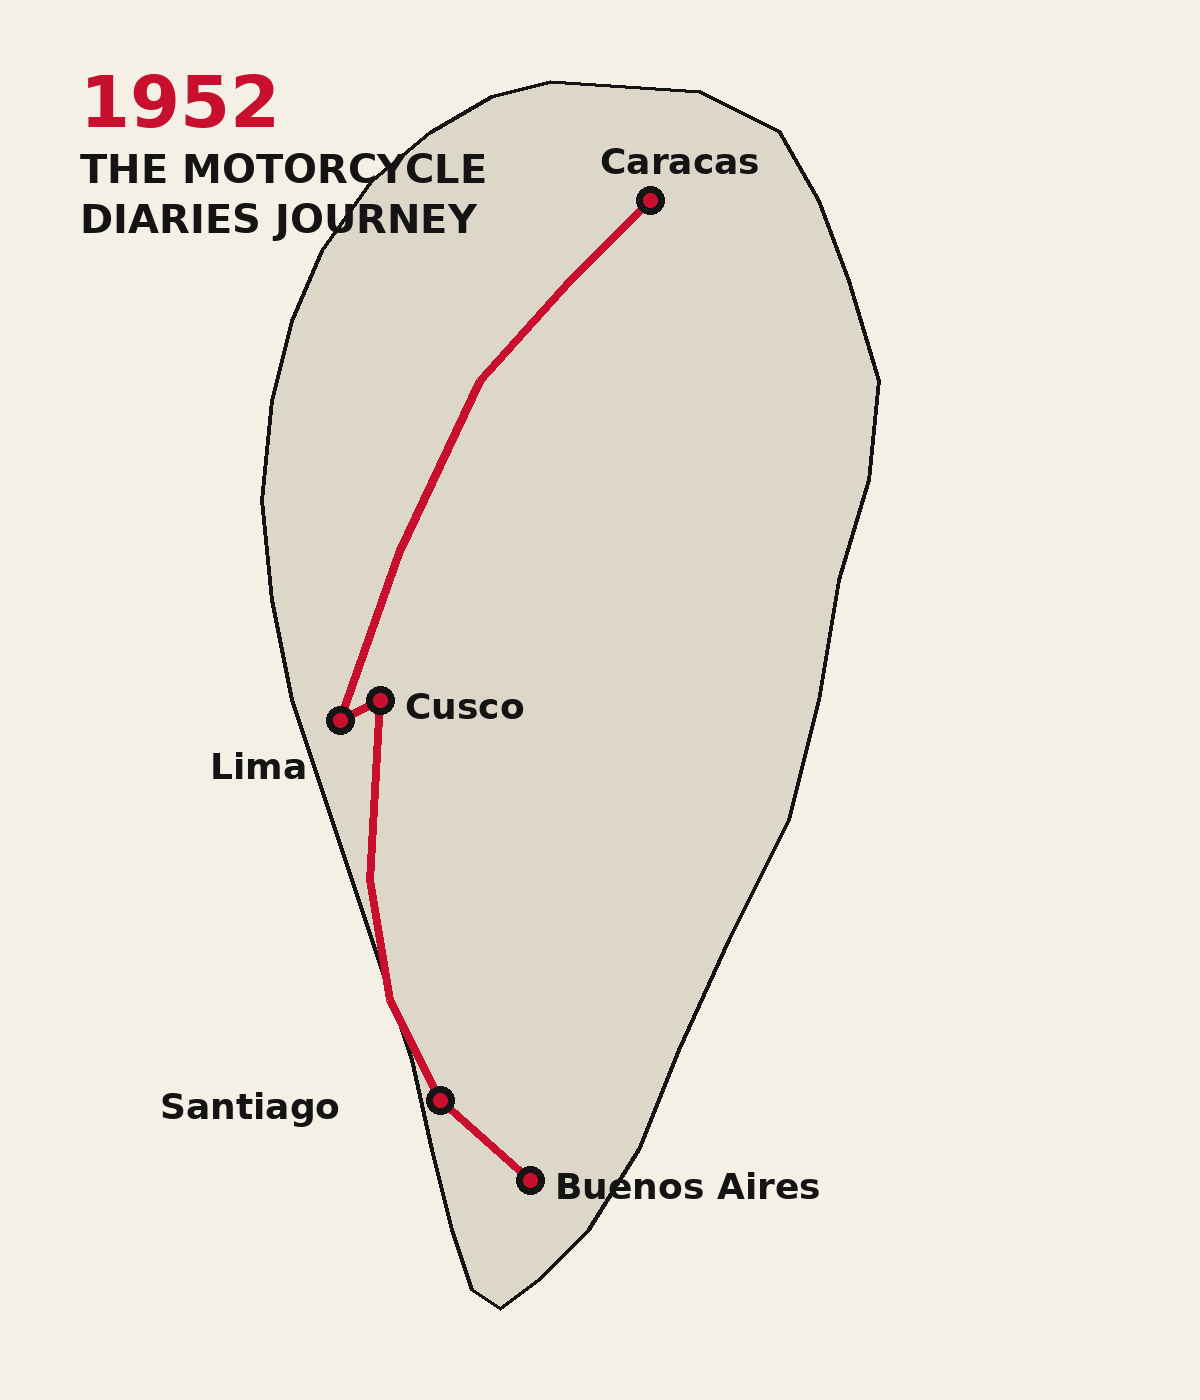 1952
THE MOTORCYCLE
DIARIES JOURNEY
Caracas
Cusco
Lima
Santiago
Buenos Aires